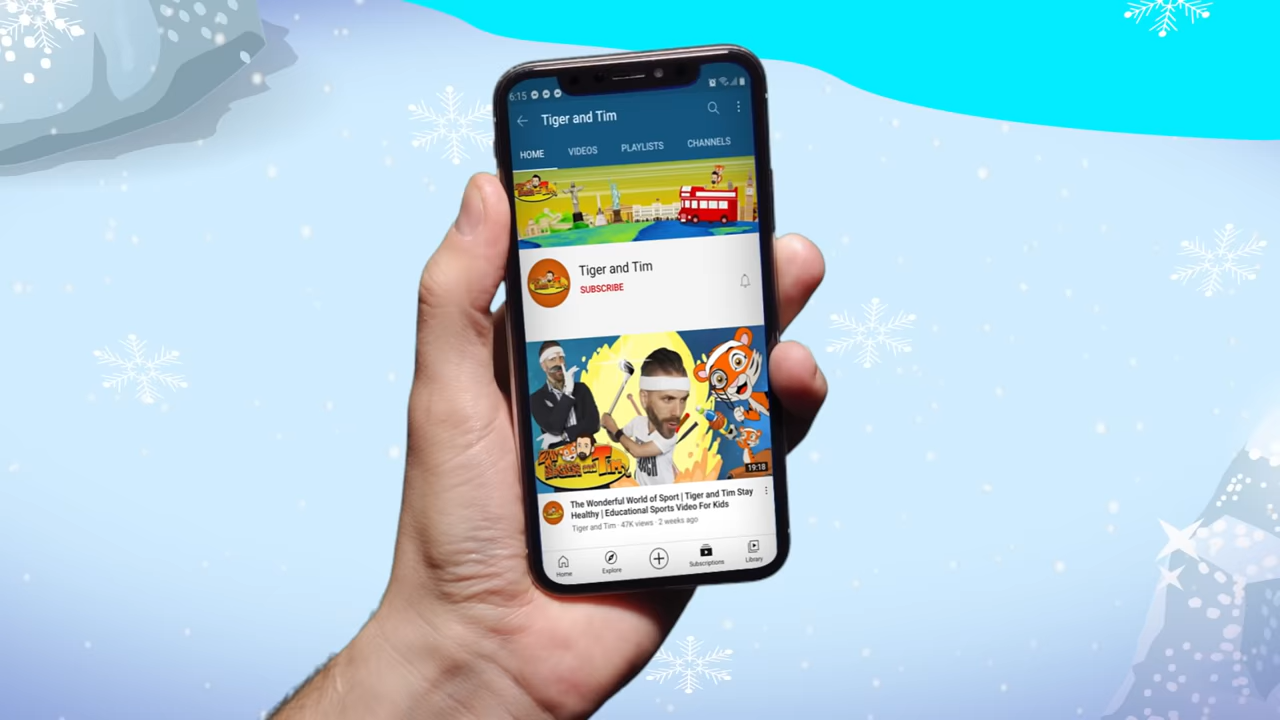 6:15
Tiger and Tim
HOME VIDEOS PLAYLISTS CHANNELS
Tiger and Tim
SUBSCRIBE
and Tim
19:18
The Wonderful World of Sport | Tiger and Tim Stay
Healthy | Educational Sports Video For Kids
Tiger and Tim · 47K views · 2 weeks ago
Home Explore Subscriptions Library